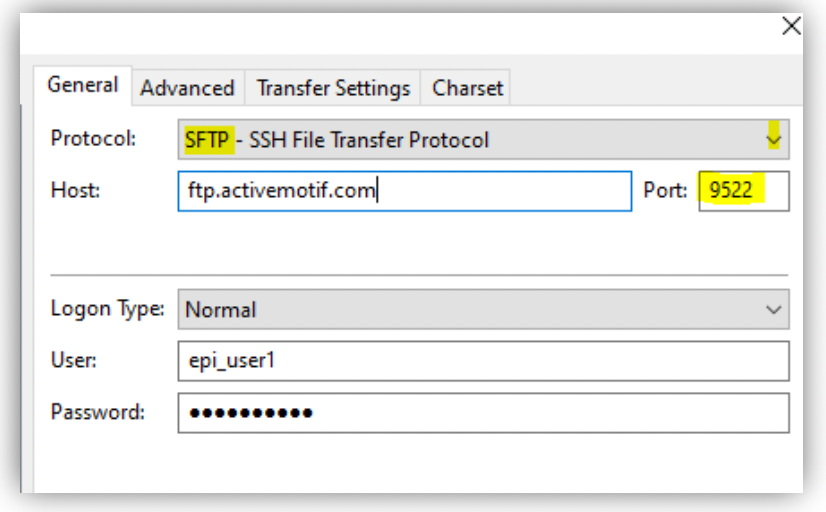 General Advanced Transfer Settings Charset
Protocol: SFTP - SSH File Transfer Protocol
Host: ftp.activemotif.com Port: 9522
Logon Type: Normal
User: epi_user1
Password: ●●●●●●●●●●